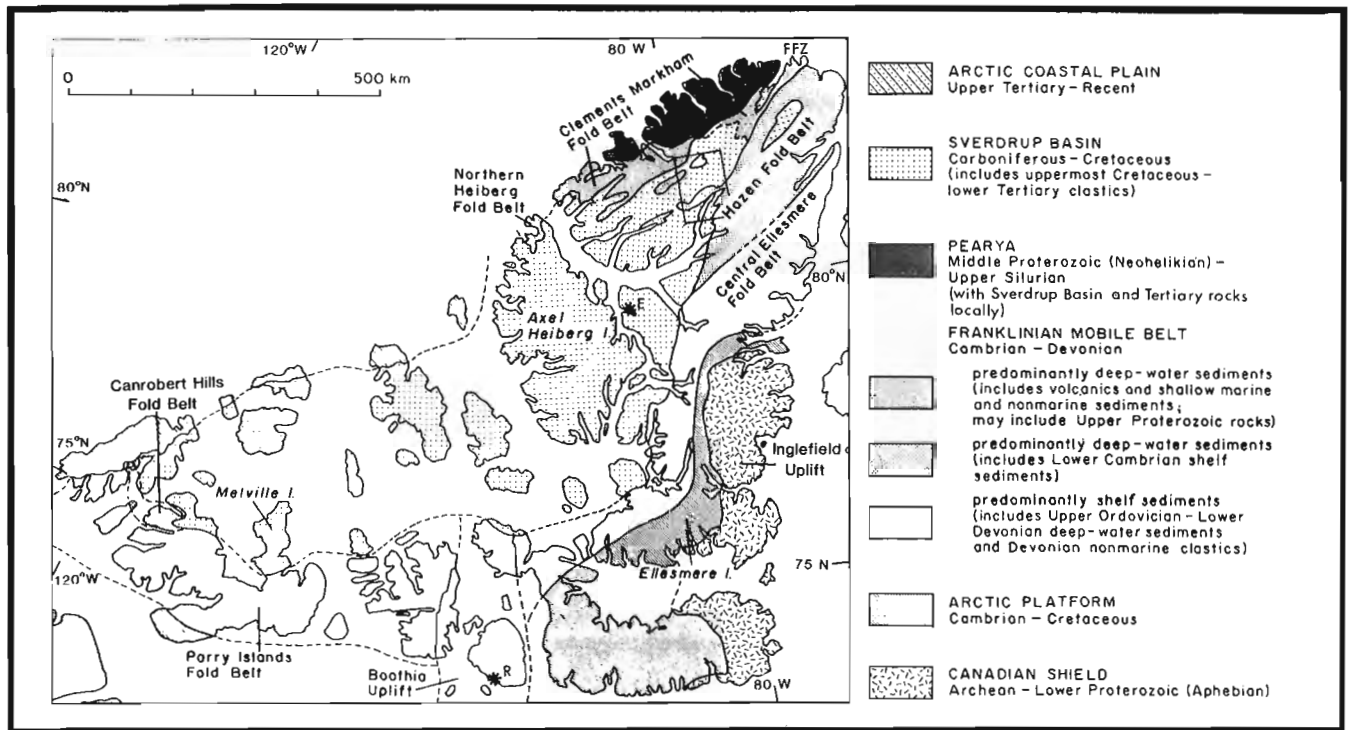 120°W
80 W
FFZ
0
500 km
Clements Markham
Fold Belt
Northern
Heiberg
Fold Belt
80°N
Hazen Fold Belt
Central Ellesmere
Fold Belt
80°N
E
Axel
Heiberg I.
Canrobert Hills
Fold Belt
75°N
Melville I.
Inglefield
Uplift
120°W
75 N
Ellesmere I.
Parry Islands
Fold Belt
Boothia
Uplift
R
80 W
ARCTIC COASTAL PLAIN
Upper Tertiary – Recent
SVERDRUP BASIN
Carboniferous – Cretaceous
(includes uppermost Cretaceous –
lower Tertiary clastics)
PEARYA
Middle Proterozoic (Neohelikian) –
Upper Silurian
(with Sverdrup Basin and Tertiary rocks
locally)
FRANKLINIAN MOBILE BELT
Cambrian – Devonian
predominantly deep-water sediments
(includes volcanics and shallow marine
and nonmarine sediments;
may include Upper Proterozoic rocks)
predominantly deep-water sediments
(includes Lower Cambrian shelf
sediments)
predominantly shelf sediments
(includes Upper Ordovician – Lower
Devonian deep-water sediments
and Devonian nonmarine clastics)
ARCTIC PLATFORM
Cambrian – Cretaceous
CANADIAN SHIELD
Archean – Lower Proterozoic (Aphebian)